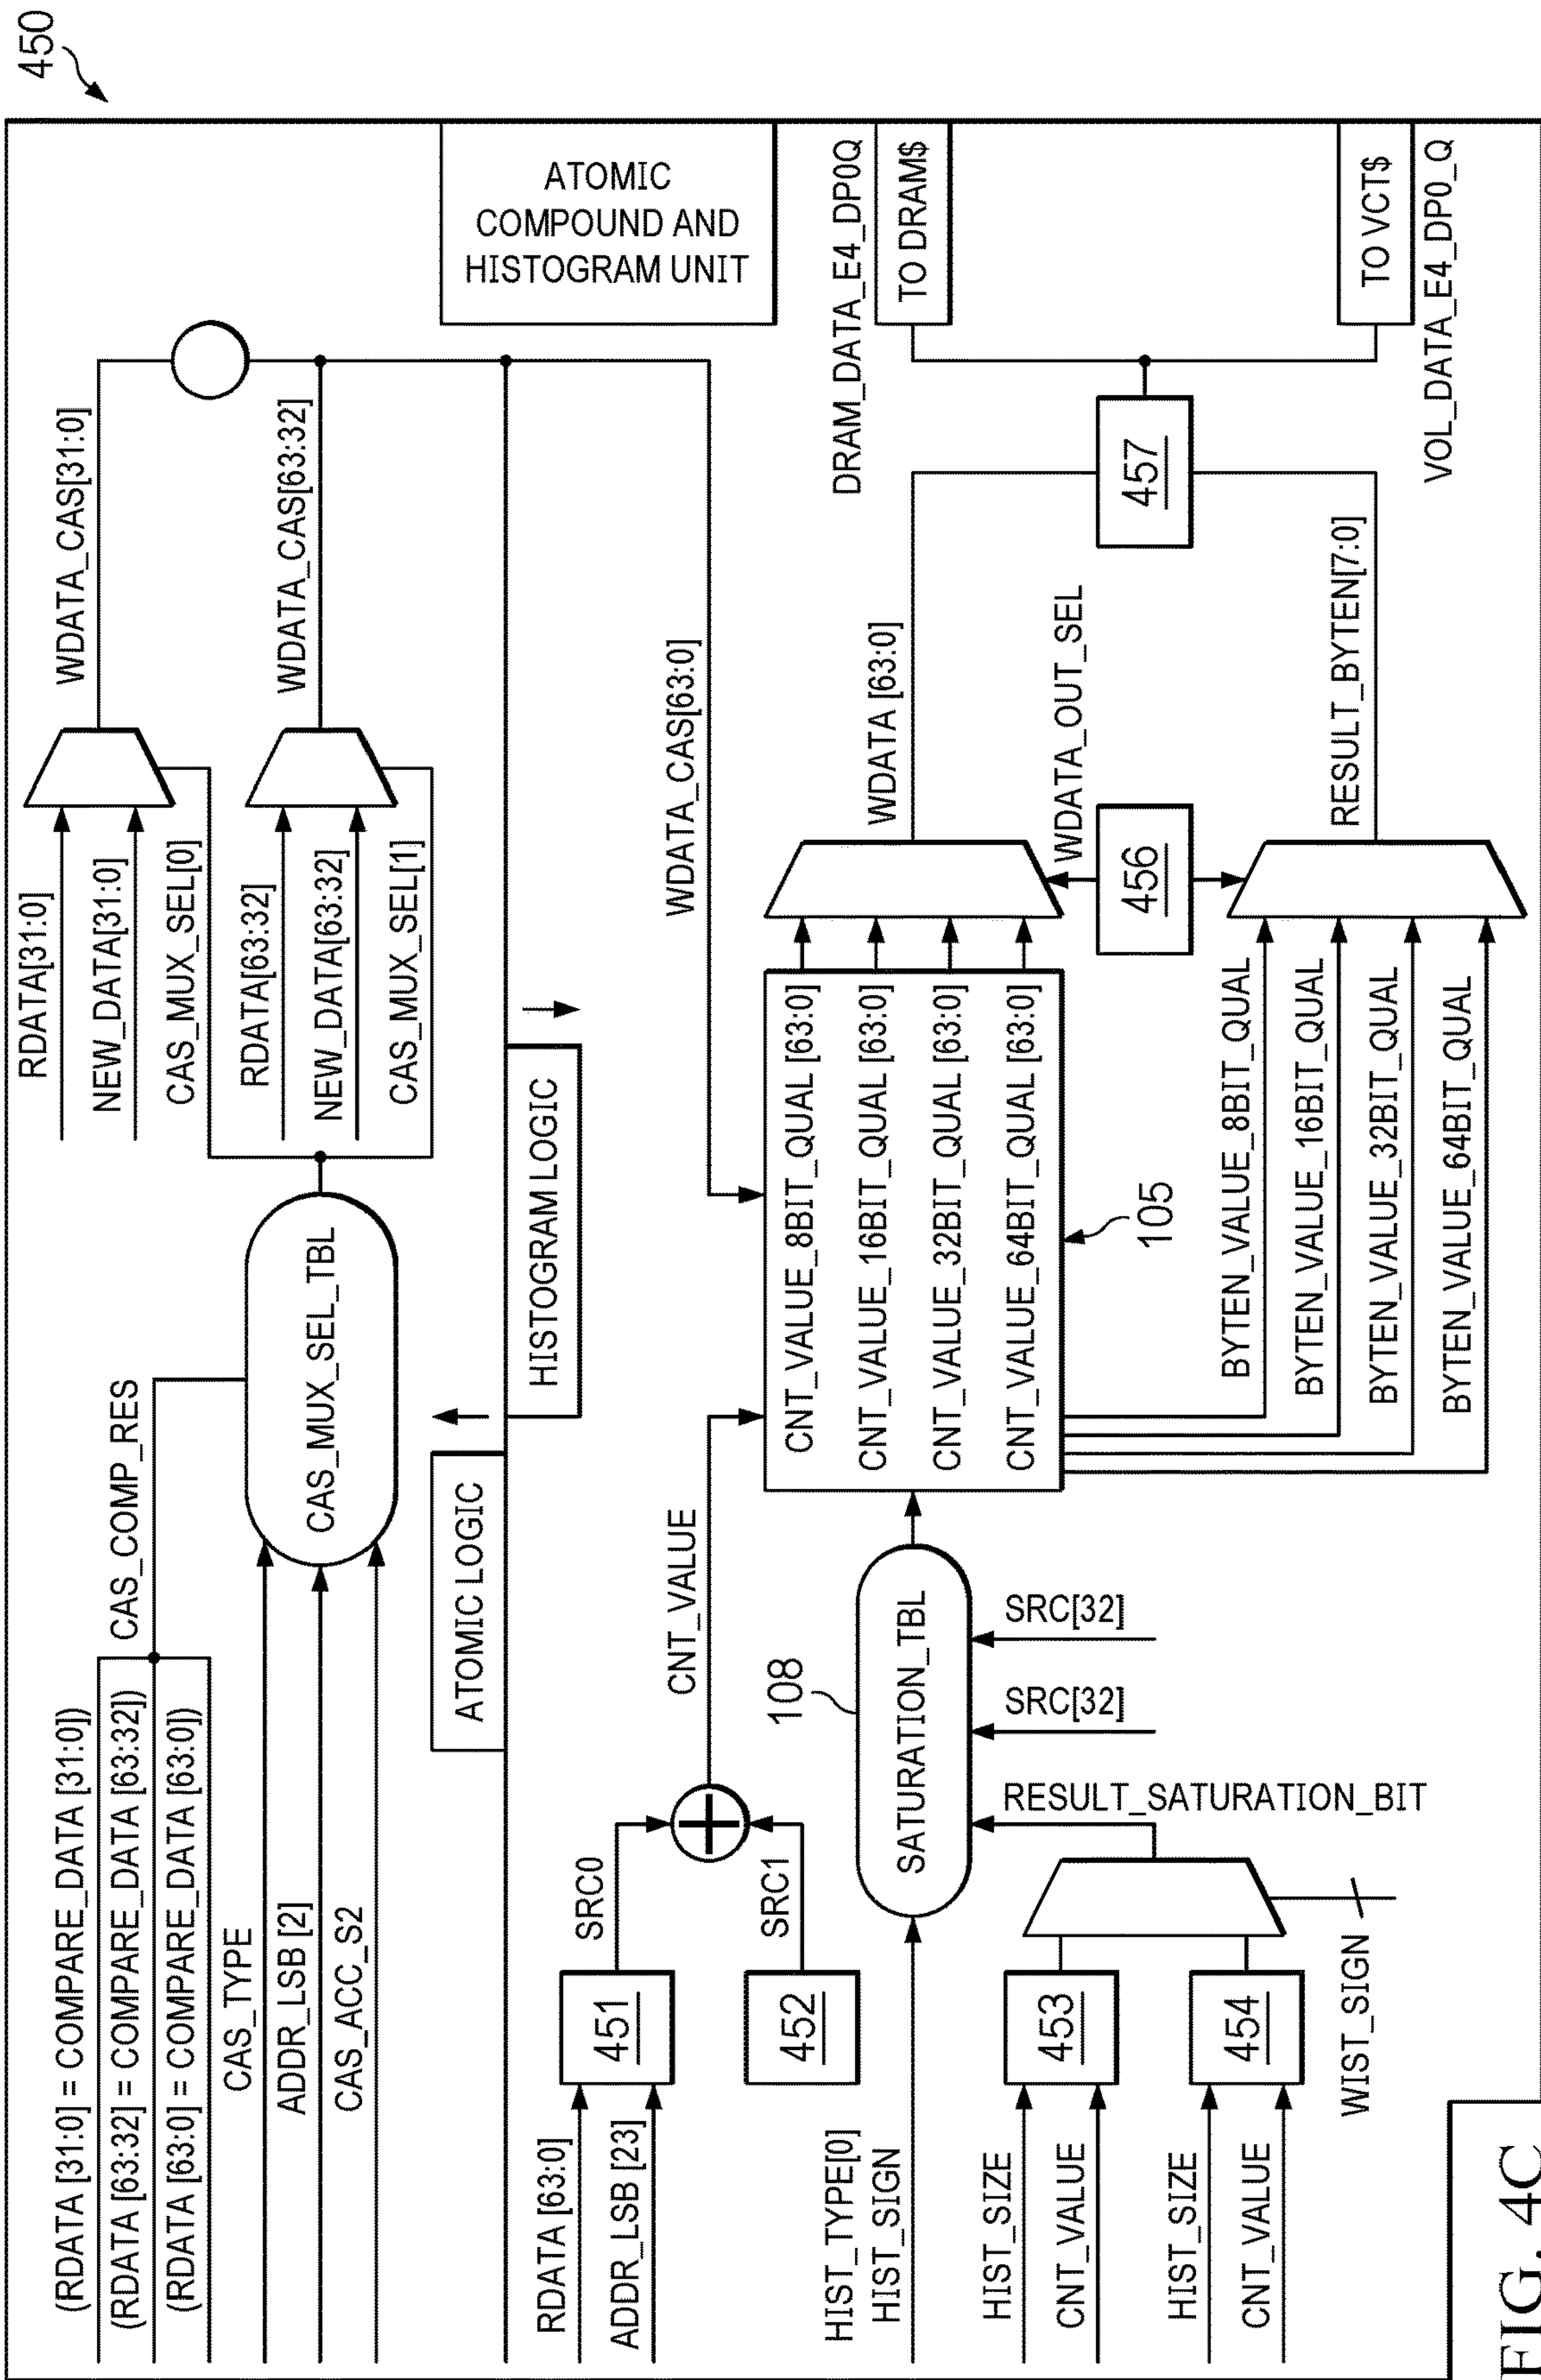 450
(RDATA [31:0] = COMPARE_DATA [31:0])
(RDATA [63:32] = COMPARE_DATA [63:32])
(RDATA [63:0] = COMPARE_DATA [63:0])
CAS_COMP_RES
CAS_TYPE
ADDR_LSB [2]
CAS_ACC_S2
CAS_MUX_SEL_TBL
RDATA[31:0]
NEW_DATA[31:0]
CAS_MUX_SEL[0]
RDATA[63:32]
NEW_DATA[63:32]
CAS_MUX_SEL[1]
WDATA_CAS[31:0]
WDATA_CAS[63:32]
ATOMIC
COMPOUND AND
HISTOGRAM UNIT
ATOMIC LOGIC
HISTOGRAM LOGIC
RDATA [63:0]
ADDR_LSB [23]
451
452
SRC0
SRC1
CNT_VALUE
WDATA_CAS[63:0]
HIST_TYPE[0]
HIST_SIGN
108
SATURATION_TBL
SRC[32]
SRC[32]
RESULT_SATURATION_BIT
HIST_SIZE
CNT_VALUE
453
HIST_SIZE
CNT_VALUE
454
WIST_SIGN
CNT_VALUE_8BIT_QUAL [63:0]
CNT_VALUE_16BIT_QUAL [63:0]
CNT_VALUE_32BIT_QUAL [63:0]
CNT_VALUE_64BIT_QUAL [63:0]
105
BYTEN_VALUE_8BIT_QUAL
BYTEN_VALUE_16BIT_QUAL
BYTEN_VALUE_32BIT_QUAL
BYTEN_VALUE_64BIT_QUAL
WDATA [63:0]
WDATA_OUT_SEL
456
RESULT_BYTEN[7:0]
457
DRAM_DATA_E4_DP0Q
TO DRAM$
TO VCT$
VOL_DATA_E4_DP0_Q
FIG. 4C